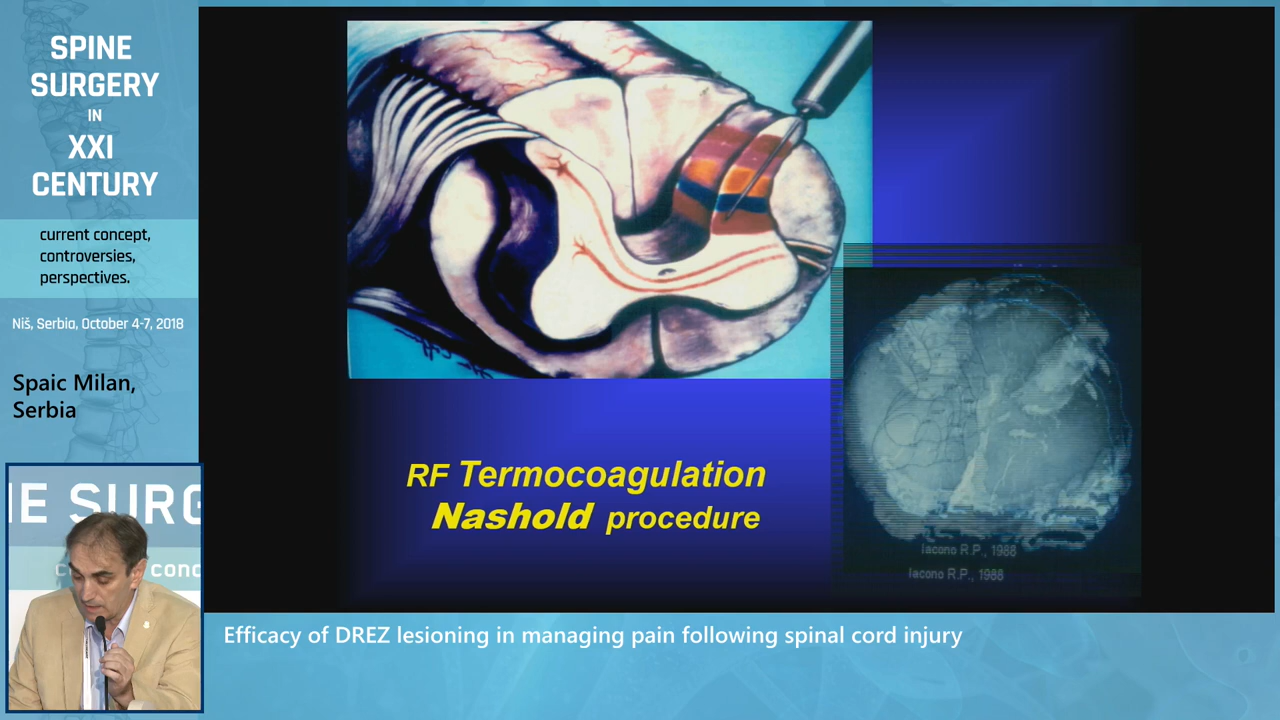 SPINE
SURGERY
IN
XXI
CENTURY
current concept,
controversies,
perspectives.
Niš, Serbia, October 4-7, 2018
Spaic Milan,
Serbia
NE SURG
conc
RF Termocoagulation
Nashold procedure
Iacono R.P., 1988
Iacono R.P., 1988
Efficacy of DREZ lesioning in managing pain following spinal cord injury